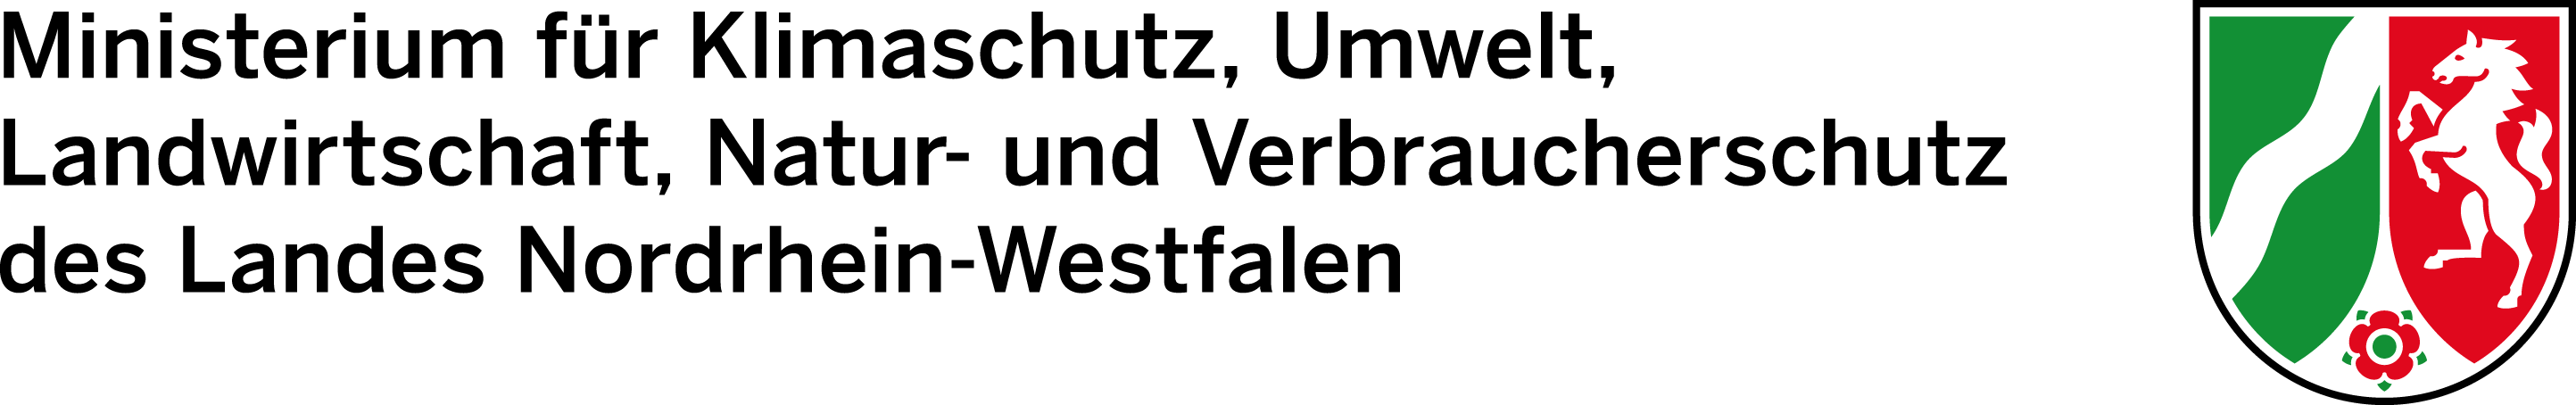 Ministerium für Klimaschutz, Umwelt,
Landwirtschaft, Natur- und Verbraucherschutz
des Landes Nordrhein-Westfalen